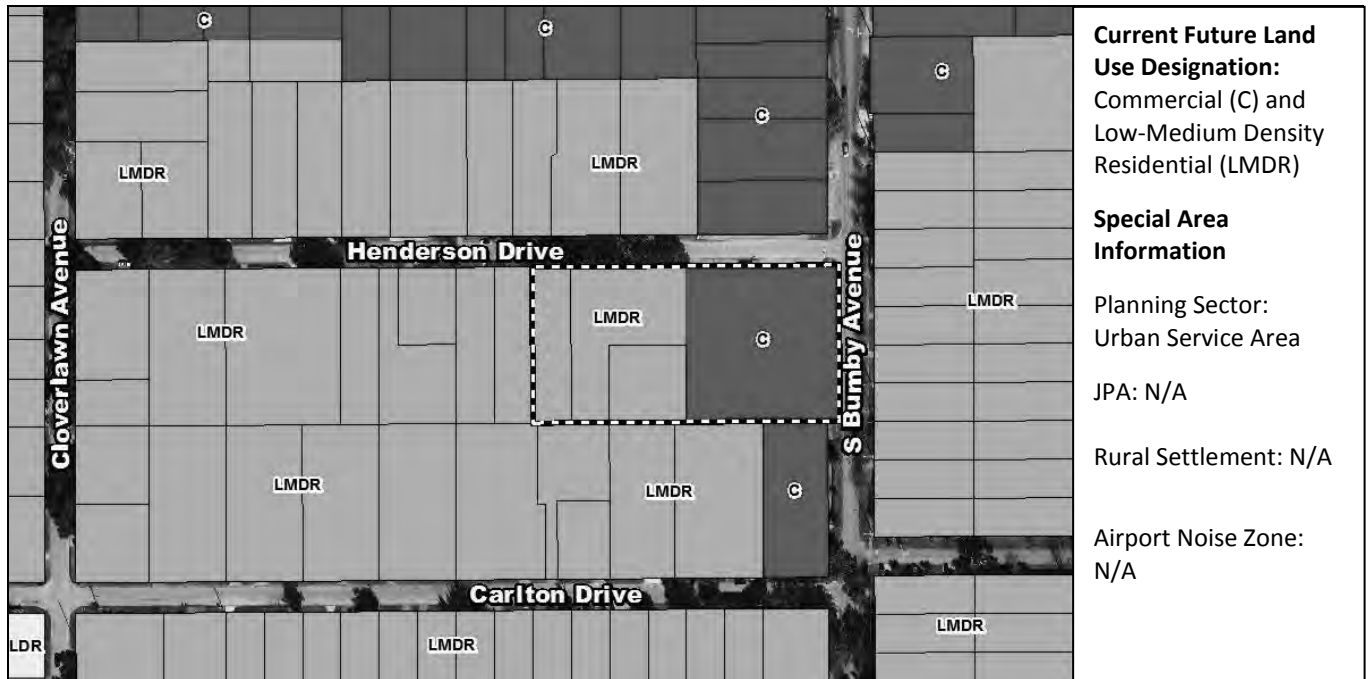 C
C
C
C
LMDR
LMDR
Henderson Drive
Cloverlawn Avenue
S Bumby Avenue
LMDR
LMDR
LMDR
C
LMDR
LMDR
C
Carlton Drive
LDR
LMDR
LMDR
Current Future Land
Use Designation:
Commercial (C) and
Low-Medium Density
Residential (LMDR)
Special Area
Information
Planning Sector:
Urban Service Area
JPA: N/A
Rural Settlement: N/A
Airport Noise Zone:
N/A